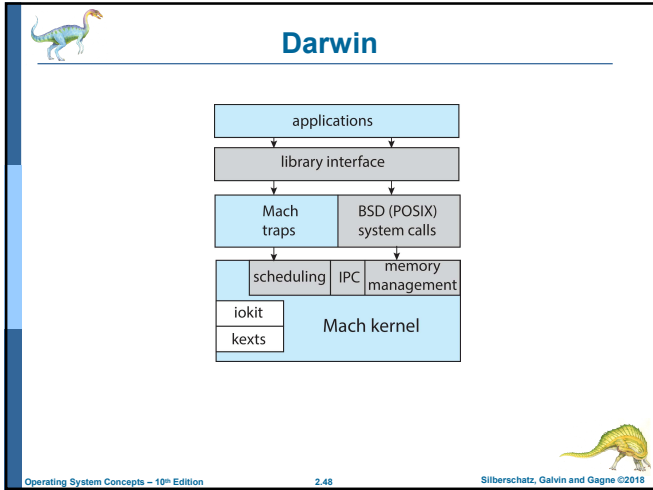 Darwin
applications
library interface
Mach
traps
BSD (POSIX)
system calls
scheduling
IPC
memory
management
iokit
kexts
Mach kernel
Operating System Concepts – 10th Edition
2.48
Silberschatz, Galvin and Gagne ©2018